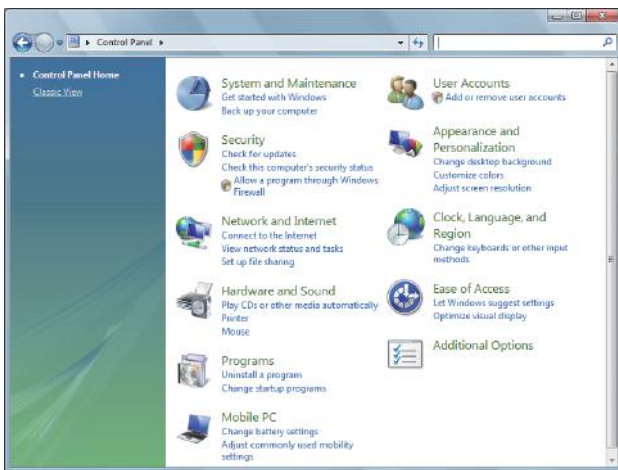 Control Panel
Control Panel Home
Classic View
System and Maintenance
Get started with Windows
Back up your computer
Security
Check for updates
Check this computer's security status
Allow a program through Windows
Firewall
Network and Internet
Connect to the Internet
View network status and tasks
Set up file sharing
Hardware and Sound
Play CDs or other media automatically
Printer
Mouse
Programs
Uninstall a program
Change startup programs
Mobile PC
Change battery settings
Adjust commonly used mobility
settings
User Accounts
Add or remove user accounts
Appearance and
Personalization
Change desktop background
Customize colors
Adjust screen resolution
Clock, Language, and
Region
Change keyboards or other input
methods
Ease of Access
Let Windows suggest settings
Optimize visual display
Additional Options